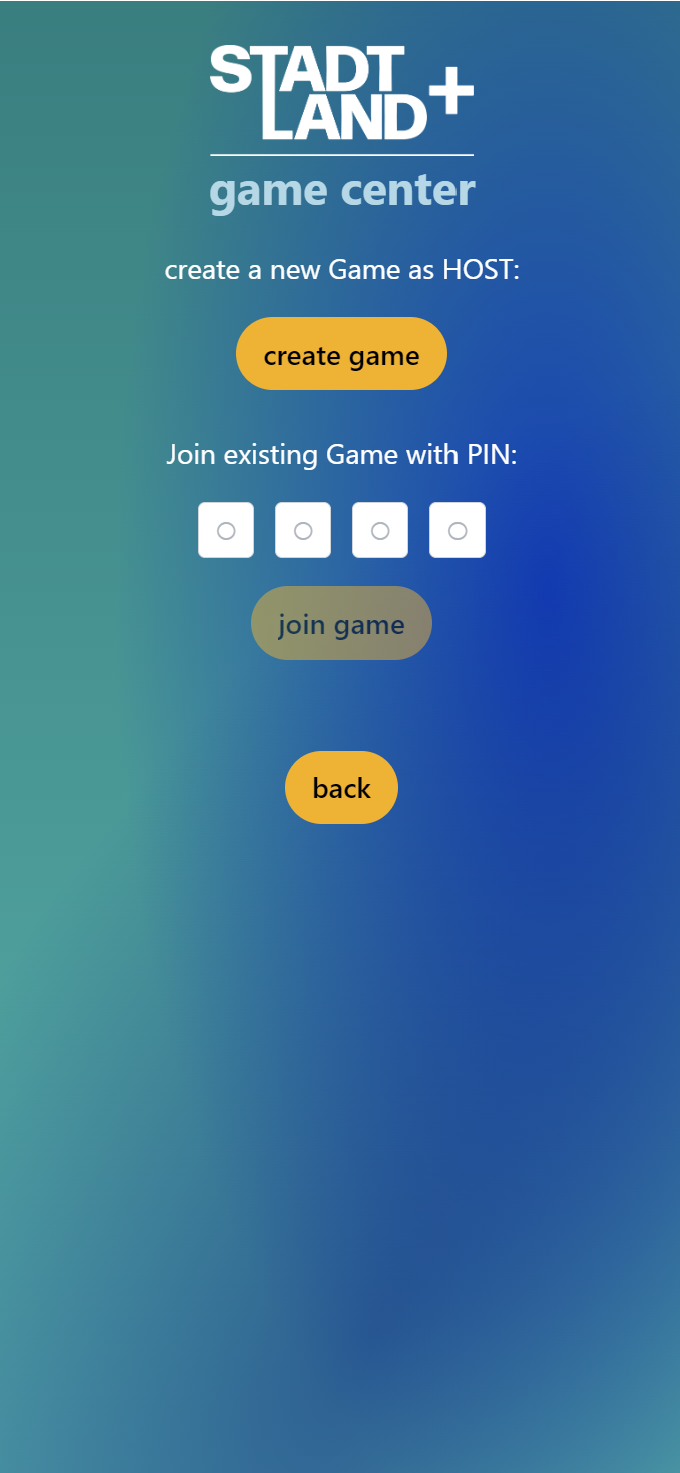 STADT
LAND+
game center
create a new Game as HOST:
create game
Join existing Game with PIN:
join game
back